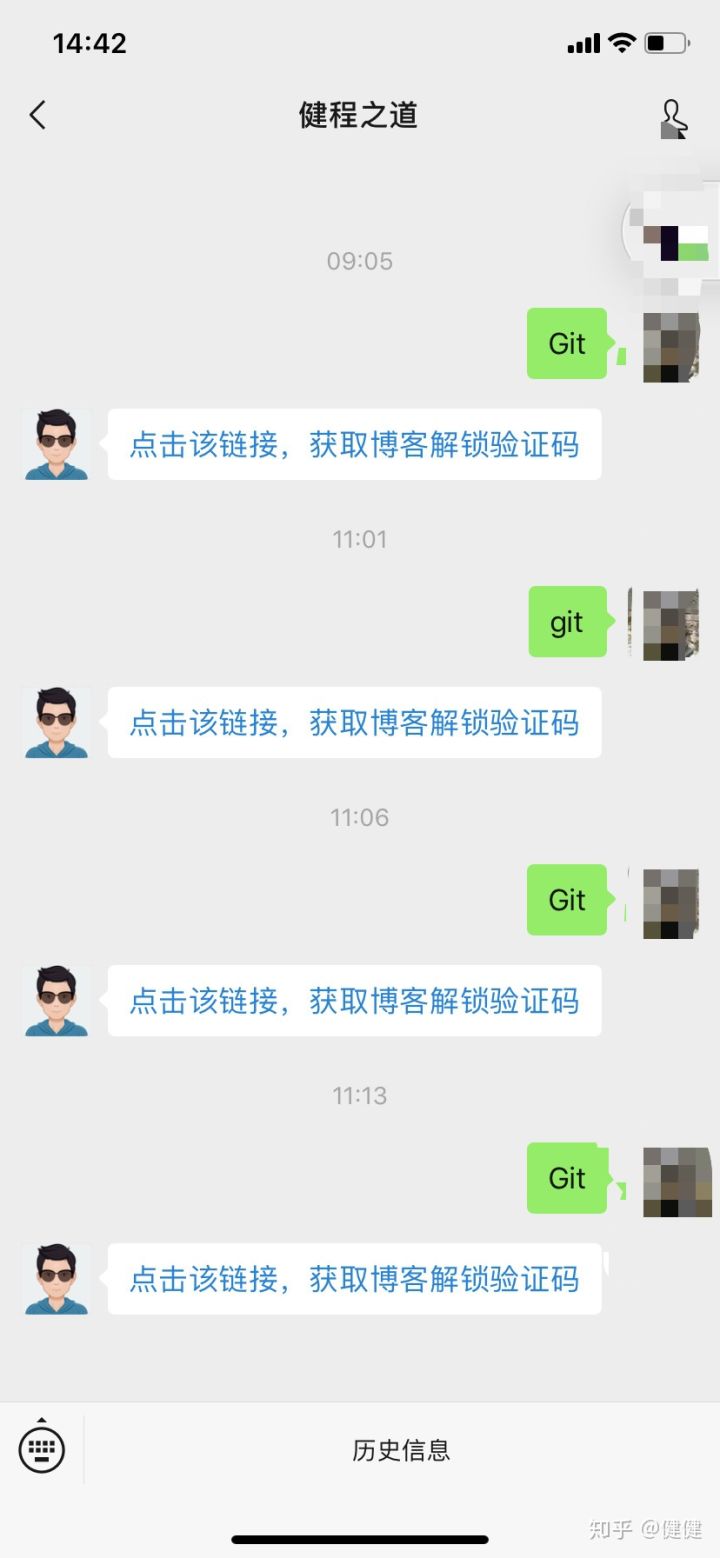 14:42
健程之道
09:05
Git
点击该链接，获取博客解锁验证码
11:01
git
点击该链接，获取博客解锁验证码
11:06
Git
点击该链接，获取博客解锁验证码
11:13
Git
点击该链接，获取博客解锁验证码
历史信息
知乎 @健健